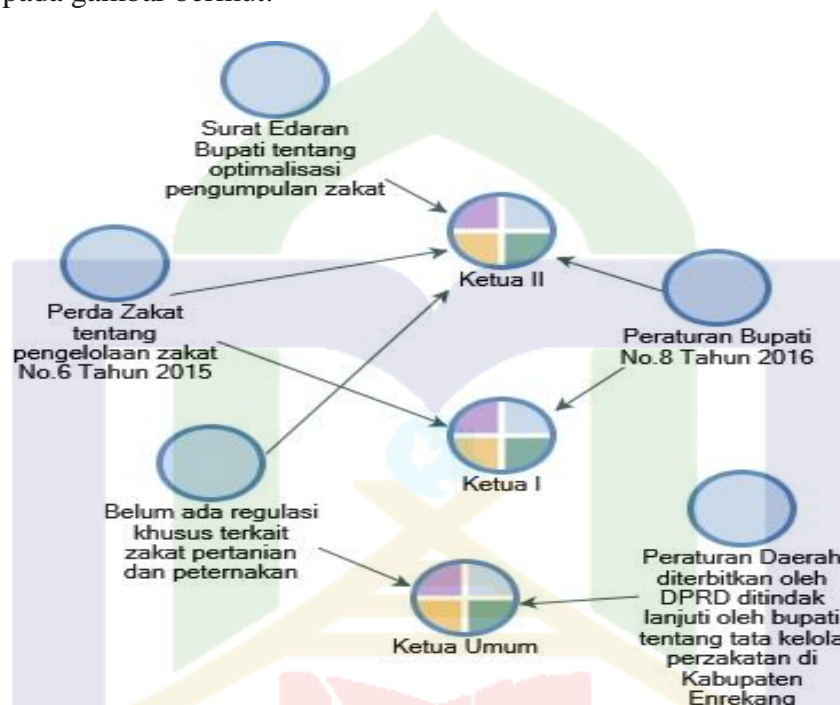 pada gambar berikut:
Surat Edaran
Bupati tentang
optimalisasi
pengumpulan zakat
Ketua II
Perda Zakat
tentang
pengelolaan zakat
No.6 Tahun 2015
Peraturan Bupati
No.8 Tahun 2016
Ketua I
Belum ada regulasi
khusus terkait
zakat pertanian
dan peternakan
Ketua Umum
Peraturan Daerah
diterbitkan oleh
DPRD ditindak
lanjuti oleh bupati
tentang tata kelola
perzakatan di
Kabupaten
Enrekang